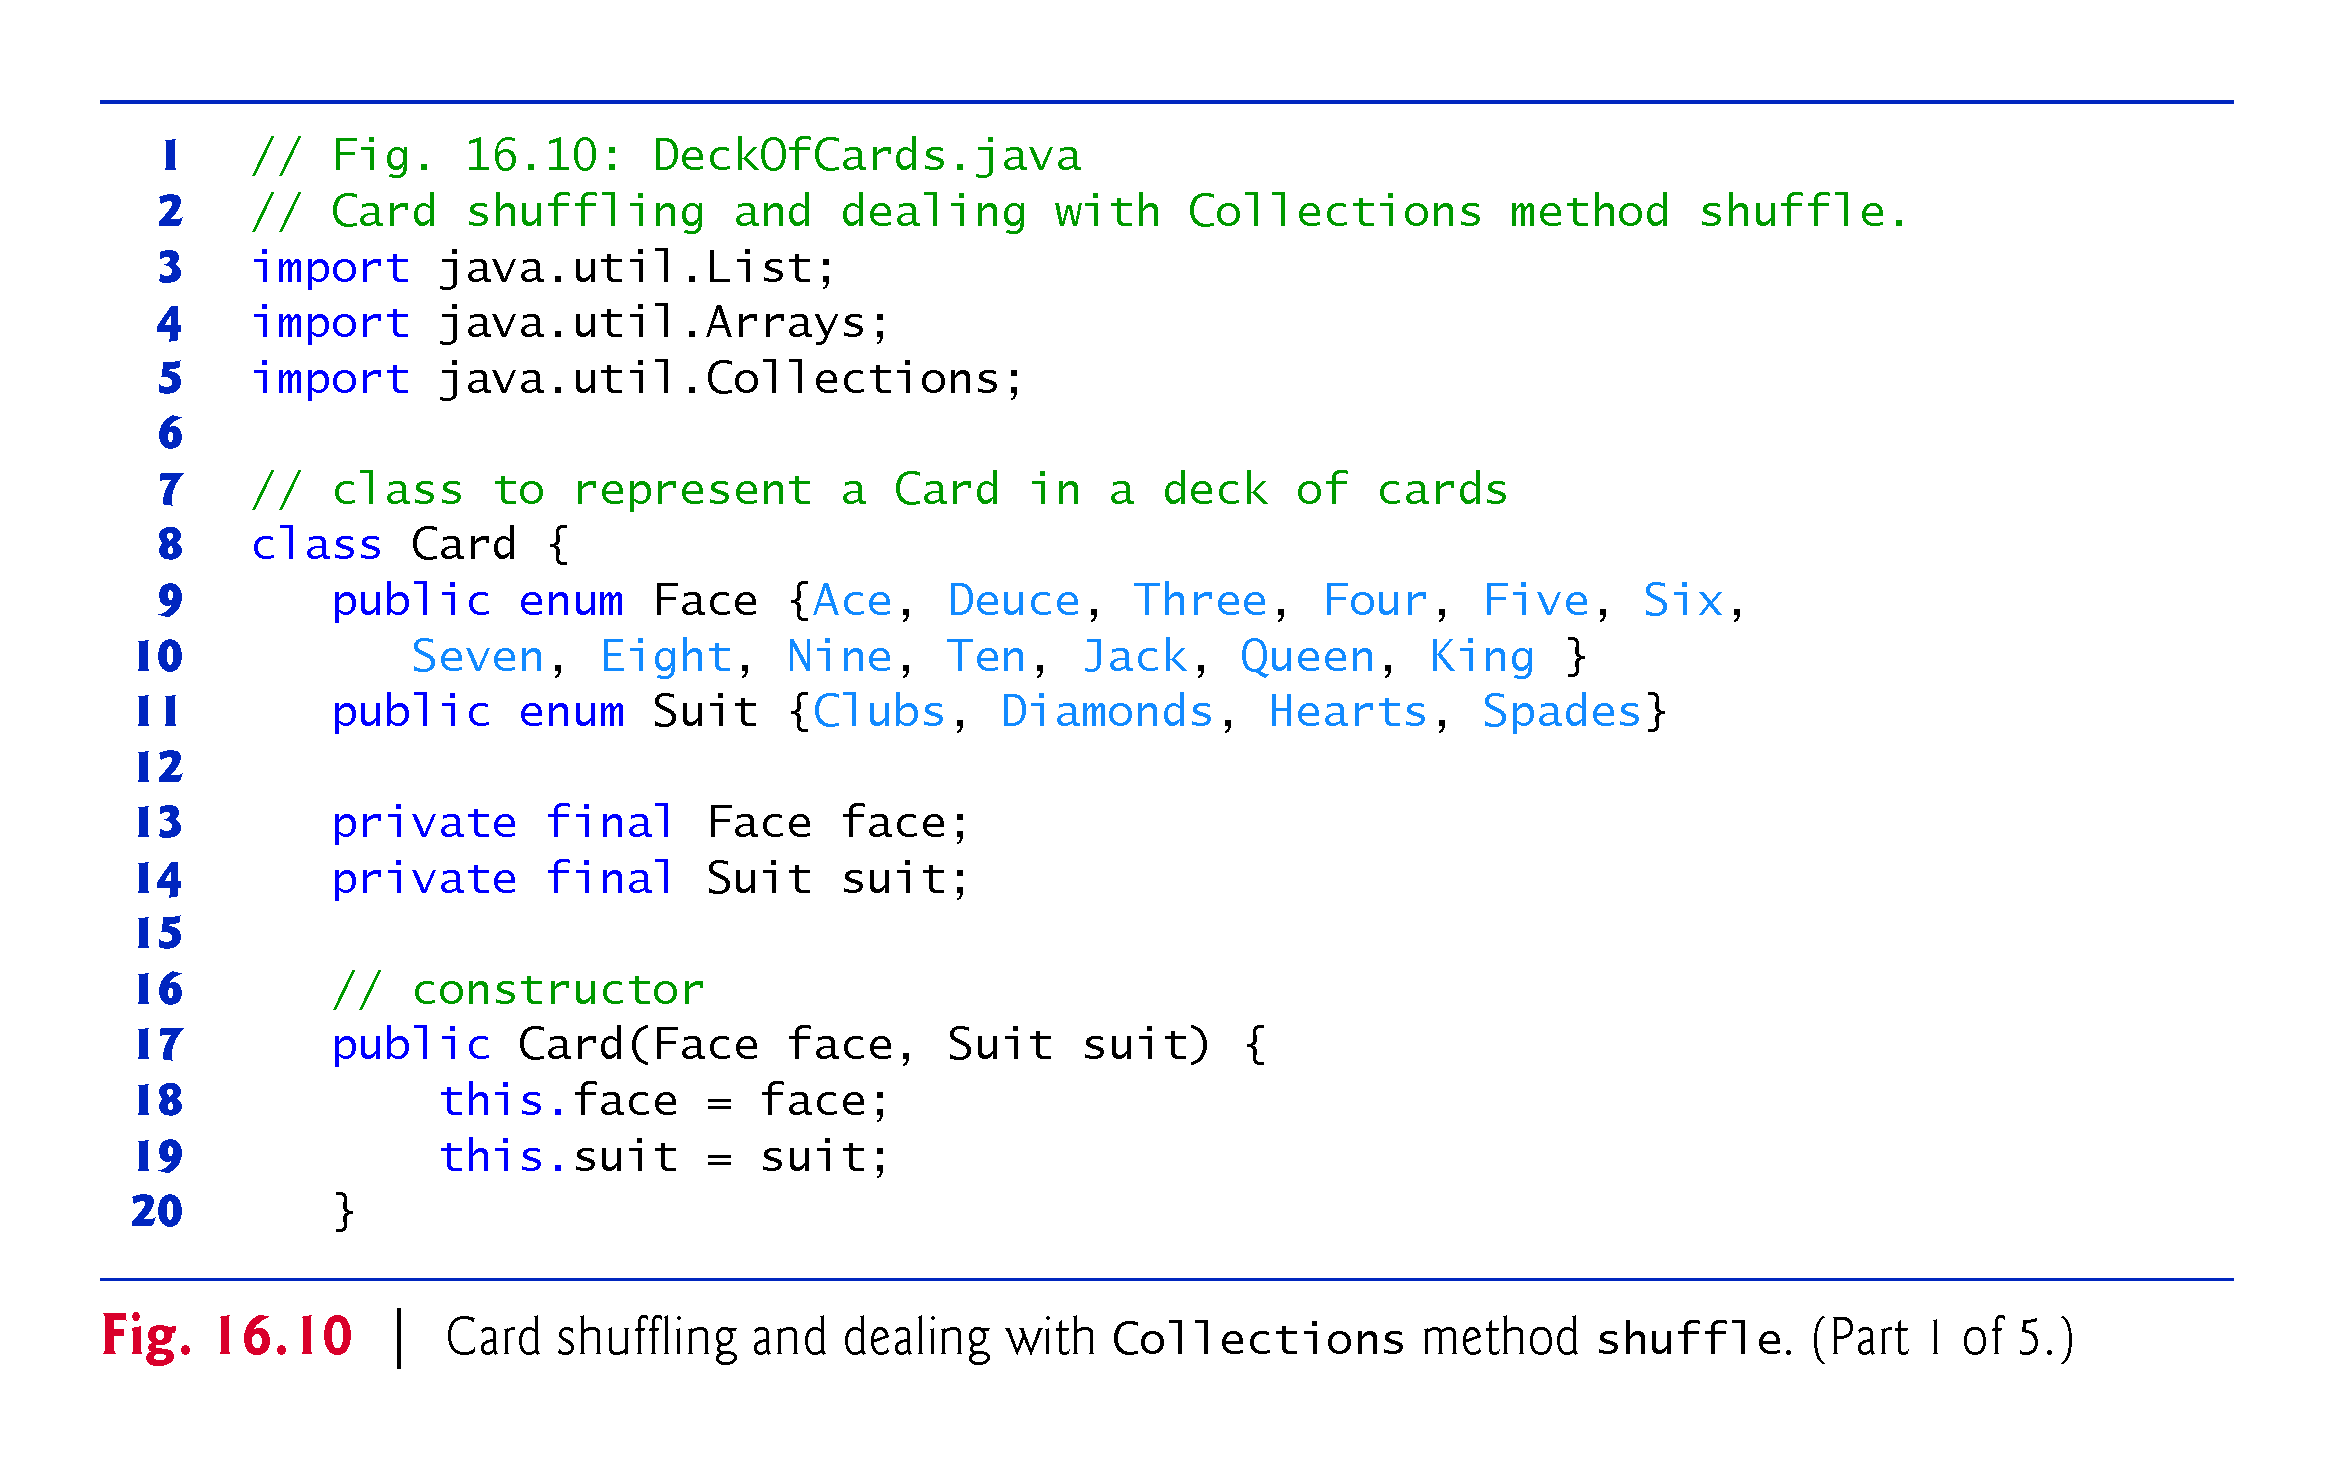 1 // Fig. 16.10: DeckOfCards.java
2 // Card shuffling and dealing with Collections method shuffle.
3 import java.util.List;
4 import java.util.Arrays;
5 import java.util.Collections;
6
7 // class to represent a Card in a deck of cards
8 class Card {
9 public enum Face {Ace, Deuce, Three, Four, Five, Six,
10 Seven, Eight, Nine, Ten, Jack, Queen, King }
11 public enum Suit {Clubs, Diamonds, Hearts, Spades}
12
13 private final Face face;
14 private final Suit suit;
15
16 // constructor
17 public Card(Face face, Suit suit) {
18 this.face = face;
19 this.suit = suit;
20 }
Fig. 16.10 | Card shuffling and dealing with Collections method shuffle. (Part 1 of 5.)